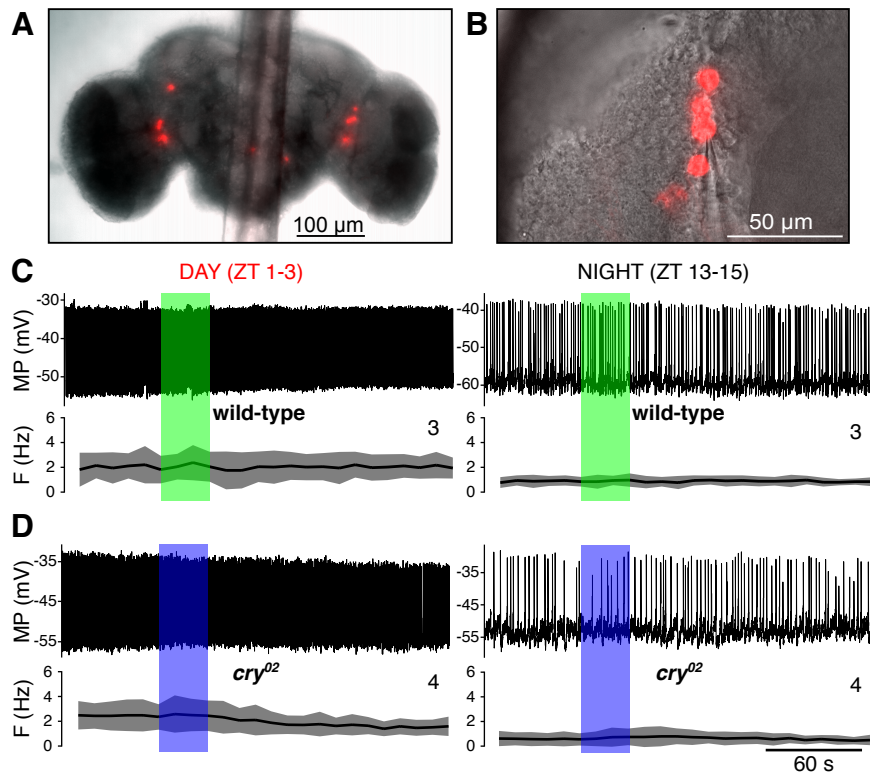 A
B
100 µm
50 µm
C
DAY (ZT 1-3)
NIGHT (ZT 13-15)
MP (mV)
-30
-40
-50
-40
-50
-60
wild-type
wild-type
F (Hz)
6
4
2
0
3
6
4
2
0
3
D
MP (mV)
-35
-45
-55
-35
-45
-55
cry⁰²
cry⁰²
F (Hz)
6
4
2
0
4
6
4
2
0
4
60 s